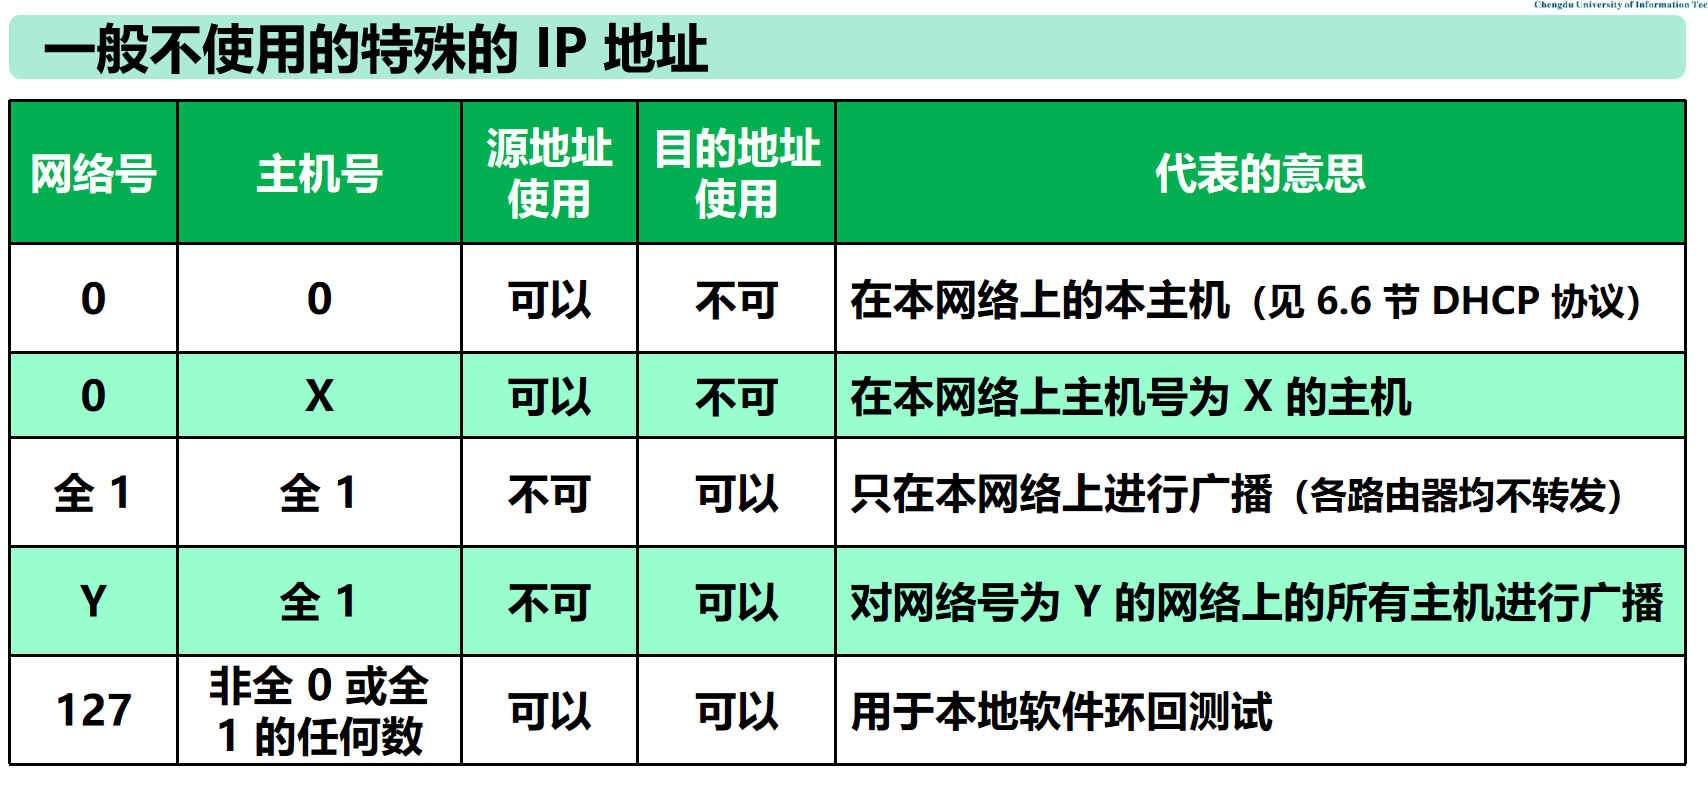 Chengdu University of Information Tec
一般不使用的特殊的 IP 地址
网络号 主机号 源地址使用 目的地址使用 代表的意思
0 0 可以 不可 在本网络上的本主机（见 6.6 节 DHCP 协议）
0 X 可以 不可 在本网络上主机号为 X 的主机
全 1 全 1 不可 可以 只在本网络上进行广播（各路由器均不转发）
Y 全 1 不可 可以 对网络号为 Y 的网络上的所有主机进行广播
127 非全 0 或全 1 的任何数 可以 可以 用于本地软件环回测试